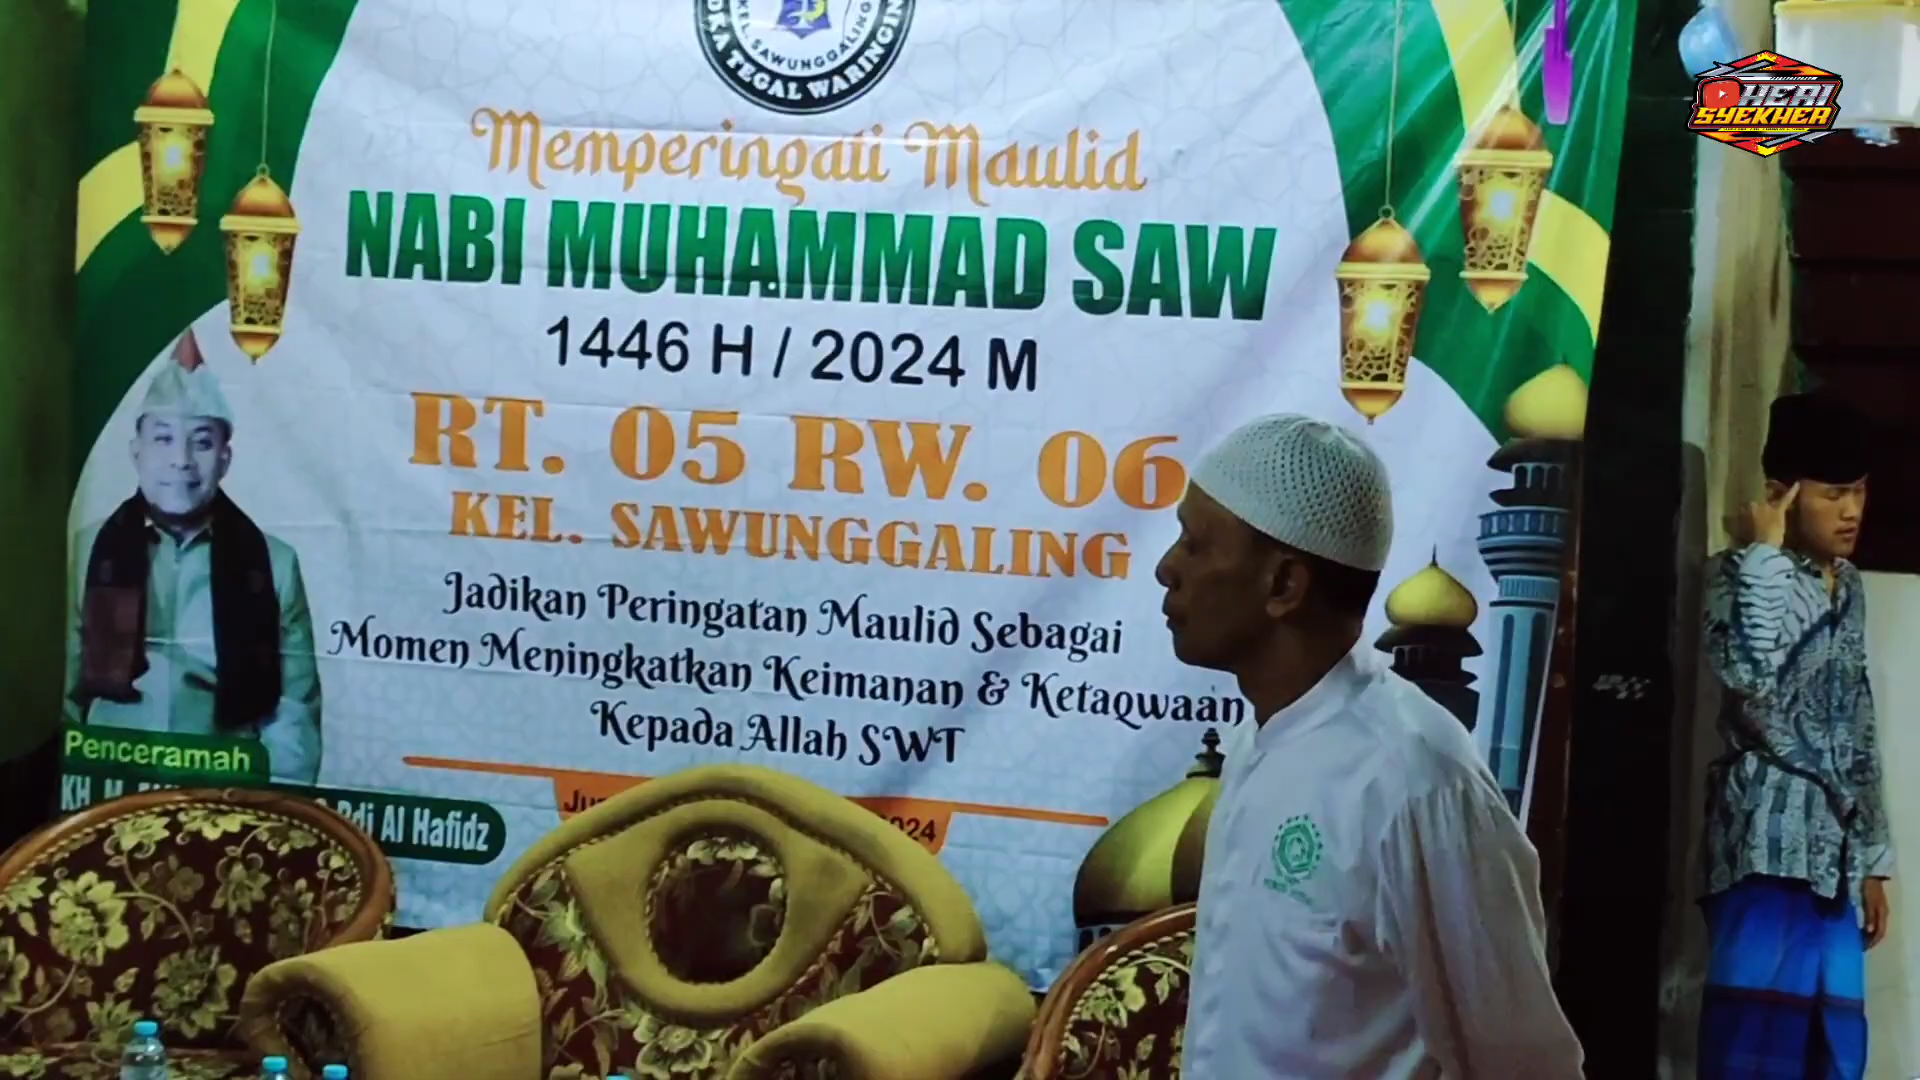 KEL. SAWUNGGALING
TEGAL WARINGIN
Memperingati Maulid
NABI MUHAMMAD SAW
1446 H / 2024 M
RT. 05 RW. 06
KEL. SAWUNGGALING
Jadikan Peringatan Maulid Sebagai
Momen Meningkatkan Keimanan & Ketaqwaan
Kepada Allah SWT
Penceramah
KH. M.
Al Hafidz
HERI
SYEKHER